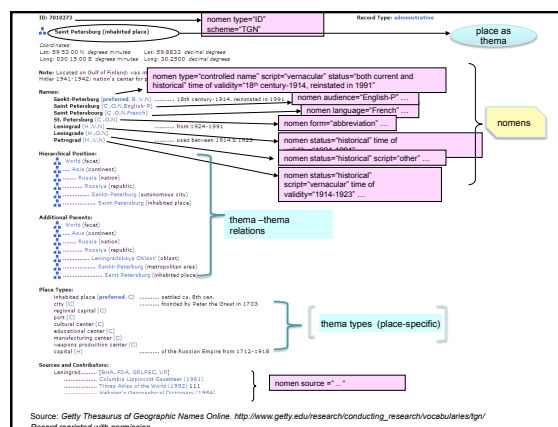 ID: 7010273
Record Type: administrative
nomen type="ID"
scheme="TGN"
place as
thema
Saint Petersburg (inhabited place)
Coordinates:
Lat: 59 52 00 N degrees minutes Lat: 59.8833 decimal degrees
Long: 030 15 00 E degrees minutes Long: 30.2500 decimal degrees
Note: Located on Gulf of Finland; was in
Hitler 1941-1942; nation's center for
nomen type="controlled name" script="vernacular" status="both current and
historical" time of validity="18th century-1914, reinstated in 1991"
Names:
Sankt-Peterburg (preferred, B,V,N) .......... 18th century-1914, reinstated in 1991
Saint Petersburg (C,O,N,English-P)
Saint Petersbourg (C,O,N,French)
St. Petersburg (C,O,N)
Leningrad (H,V,N) .......... from 1924-1991
Leningrado (H,O,N)
Petrograd (H,V,N) .......... used between 1914 & 1923
nomen audience="English-P" ...
nomen language="French" ...
nomen form="abbreviation" ...
nomen status="historical" time of
nomen status="historical" script="other" ...
nomen status="historical"
script="vernacular" time of
validity="1914-1923" ...
nomens
Hierarchical Position:
World (facet)
.... Asia (continent)
........ Russia (nation)
............ Rossiya (republic)
................ Sankt-Peterburg (autonomous city)
.................... Saint Petersburg (inhabited place)
thema –thema
relations
Additional Parents:
World (facet)
.... Asia (continent)
........ Russia (nation)
............ Rossiya (republic)
................ Leningradskaya Oblast' (oblast)
.................... Sankt-Peterburg (metropolitan area)
........................ Saint Petersburg (inhabited place)
Place Types:
inhabited place (preferred, C) .......... settled ca. 8th cen.
city (C) .......... founded by Peter the Great in 1703
regional capital (C)
port (C)
cultural center (C)
educational center (C)
manufacturing center (C)
weapons production center (C)
capital (H) .......... of the Russian Empire from 1712-1918
thema types (place-specific)
Sources and Contributors:
Leningrad.......... [BHA, FDA, GRLPSC, VP]
.................... Columbia Lippincott Gazetteer (1961)
.................... Times Atlas of the World (1992) 111
.................... Webster's Geographical Dictionary (1984)
nomen source =" .. "
Source: Getty Thesaurus of Geographic Names Online. http://www.getty.edu/research/conducting_research/vocabularies/tgn/
Record reprinted with permission